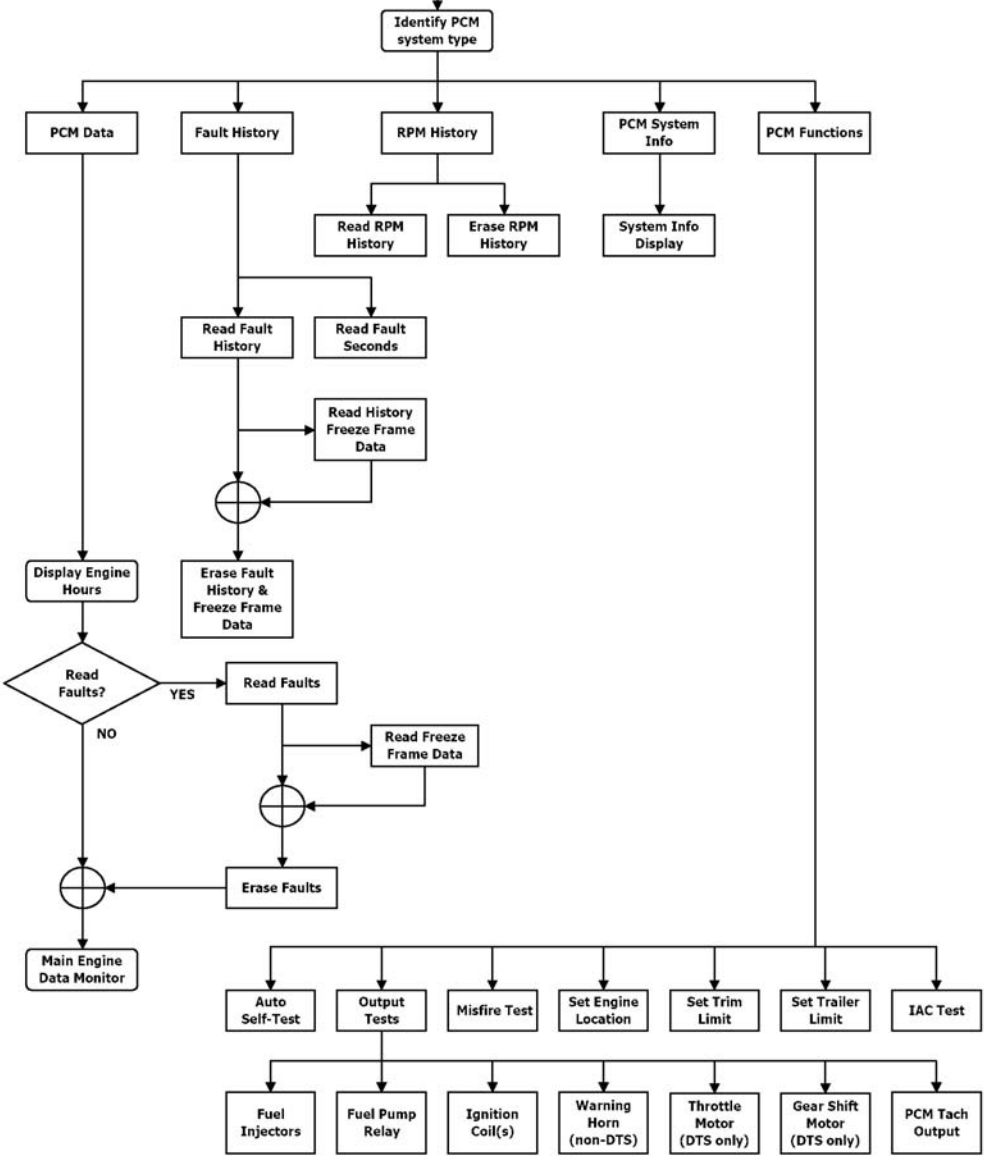 Identify PCM
system type
PCM Data
Fault History
RPM History
PCM System
Info
PCM Functions
Read RPM
History
Erase RPM
History
System Info
Display
Read Fault
History
Read Fault
Seconds
Read History
Freeze Frame
Data
Display Engine
Hours
Erase Fault
History &
Freeze Frame
Data
Read
Faults?
YES
NO
Read Faults
Read Freeze
Frame Data
Erase Faults
Main Engine
Data Monitor
Auto
Self-Test
Output
Tests
Misfire Test
Set Engine
Location
Set Trim
Limit
Set Trailer
Limit
IAC Test
Fuel
Injectors
Fuel Pump
Relay
Ignition
Coil(s)
Warning
Horn
(non-DTS)
Throttle
Motor
(DTS only)
Gear Shift
Motor
(DTS only)
PCM Tach
Output